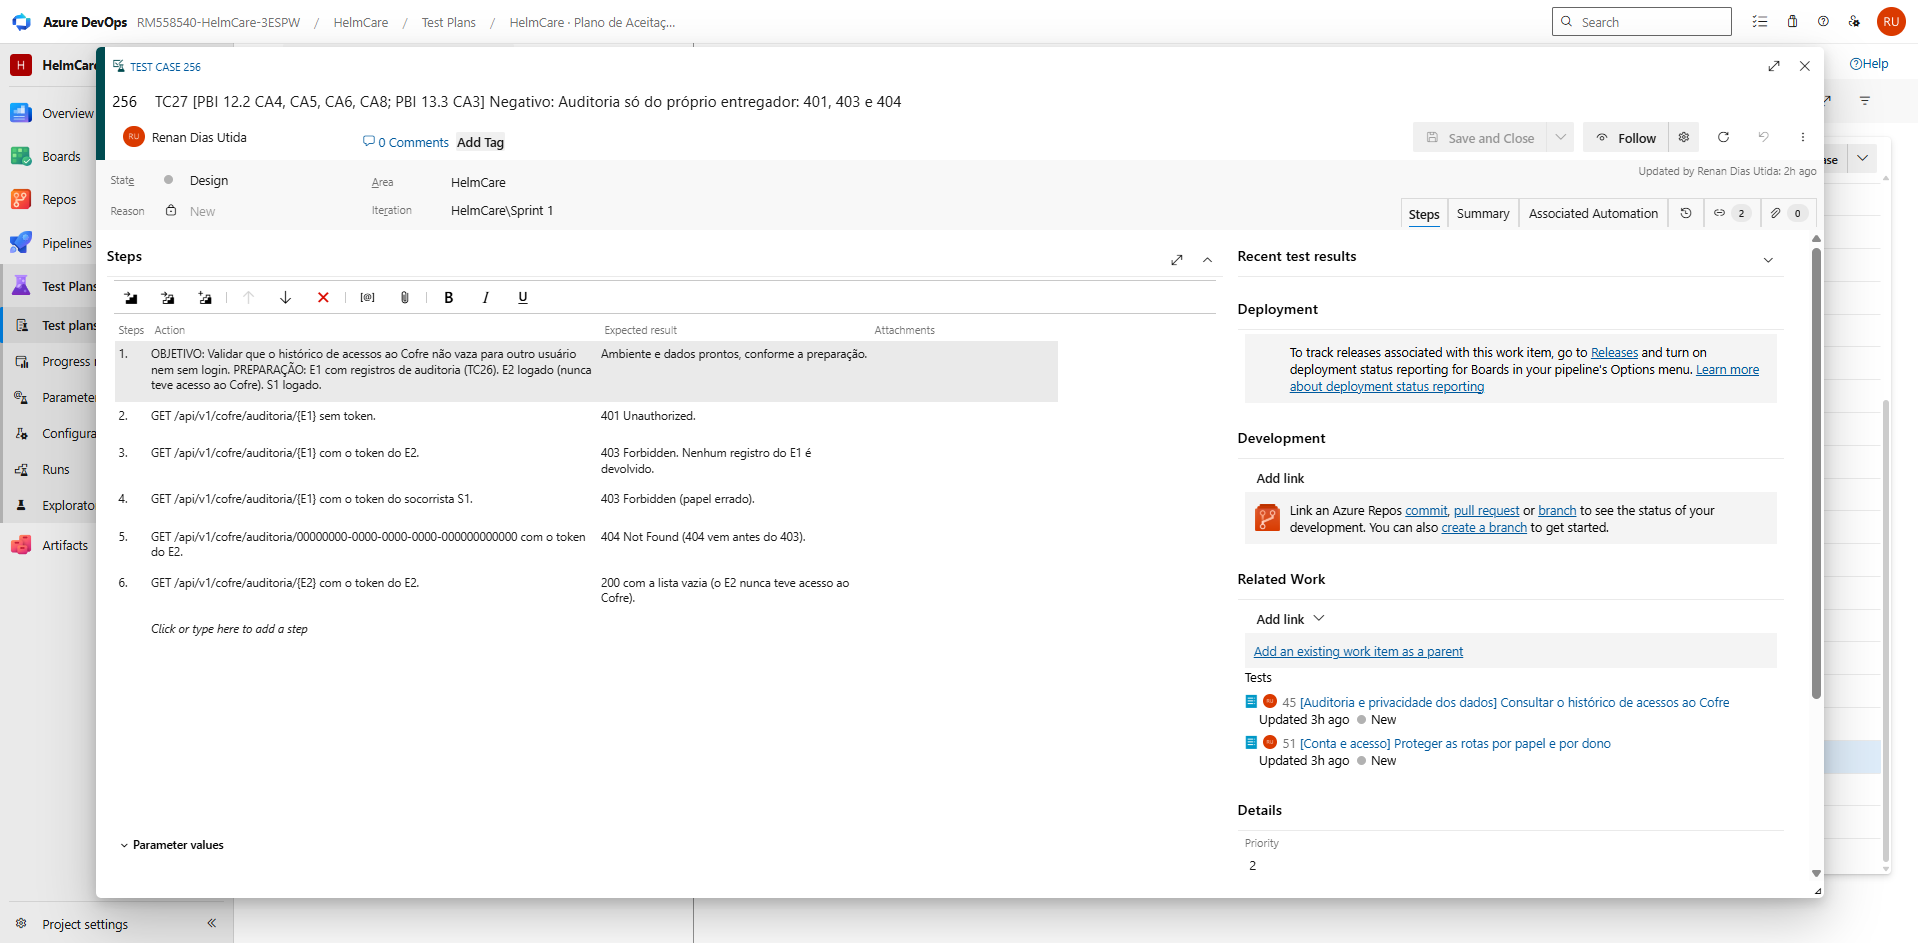 Azure DevOps RM558540-HelmCare-3ESPW / HelmCare / Test Plans / HelmCare · Plano de Aceitaç...
Search
RU
H HelmCare
Help
TEST CASE 256
256 TC27 [PBI 12.2 CA4, CA5, CA6, CA8; PBI 13.3 CA3] Negativo: Auditoria só do próprio entregador: 401, 403 e 404
RU Renan Dias Utida
0 Comments Add Tag
Save and Close
Follow
Updated by Renan Dias Utida: 2h ago
State Design
Area HelmCare
Reason New
Iteration HelmCare\Sprint 1
Steps Summary Associated Automation 2 0
Overview
Boards
Repos
Pipelines
Test Plans
Test plans
Progress r
Parameter
Configura
Runs
Explorato
Artifacts
Project settings
Steps
B I U
Steps Action Expected result Attachments
1. OBJETIVO: Validar que o histórico de acessos ao Cofre não vaza para outro usuário Ambiente e dados prontos, conforme a preparação.
nem sem login. PREPARAÇÃO: E1 com registros de auditoria (TC26). E2 logado (nunca
teve acesso ao Cofre). S1 logado.
2. GET /api/v1/cofre/auditoria/{E1} sem token. 401 Unauthorized.
3. GET /api/v1/cofre/auditoria/{E1} com o token do E2. 403 Forbidden. Nenhum registro do E1 é
devolvido.
4. GET /api/v1/cofre/auditoria/{E1} com o token do socorrista S1. 403 Forbidden (papel errado).
5. GET /api/v1/cofre/auditoria/00000000-0000-0000-0000-000000000000 com o token 404 Not Found (404 vem antes do 403).
do E2.
6. GET /api/v1/cofre/auditoria/{E2} com o token do E2. 200 com a lista vazia (o E2 nunca teve acesso ao
Cofre).
Click or type here to add a step
Parameter values
Recent test results
Deployment
To track releases associated with this work item, go to Releases and turn on
deployment status reporting for Boards in your pipeline's Options menu. Learn more
about deployment status reporting
Development
Add link
Link an Azure Repos commit, pull request or branch to see the status of your
development. You can also create a branch to get started.
Related Work
Add link
Add an existing work item as a parent
Tests
45 [Auditoria e privacidade dos dados] Consultar o histórico de acessos ao Cofre
Updated 3h ago New
51 [Conta e acesso] Proteger as rotas por papel e por dono
Updated 3h ago New
Details
Priority
2